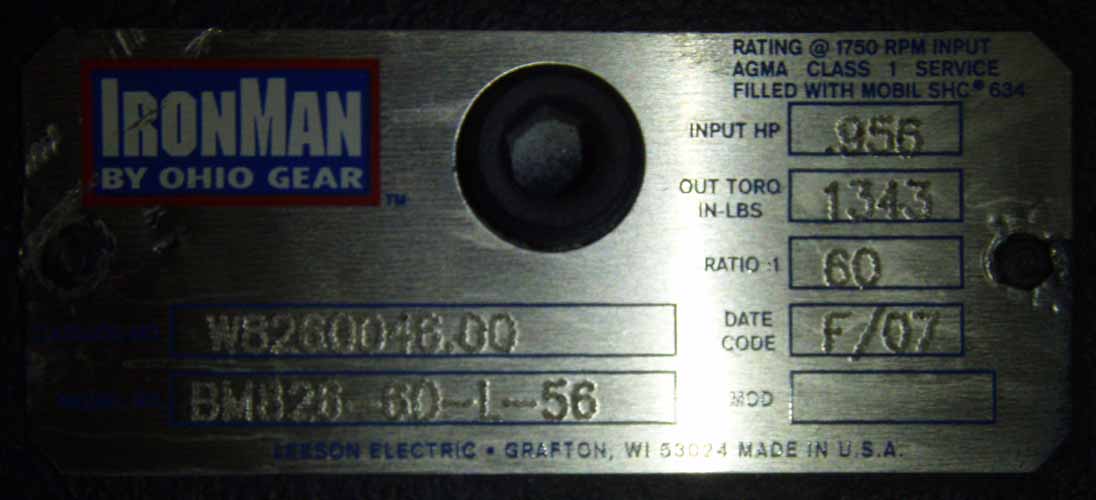 IRONMAN
BY OHIO GEAR
™
RATING @ 1750 RPM INPUT
AGMA CLASS 1 SERVICE
FILLED WITH MOBIL SHC® 634
INPUT HP .956
OUT TORQ
IN-LBS 1343
RATIO :1 60
DATE
CODE F/07
MOD
W8260046.00
BM826-60-L-56
LEESON ELECTRIC • GRAFTON, WI 53024 MADE IN U.S.A.